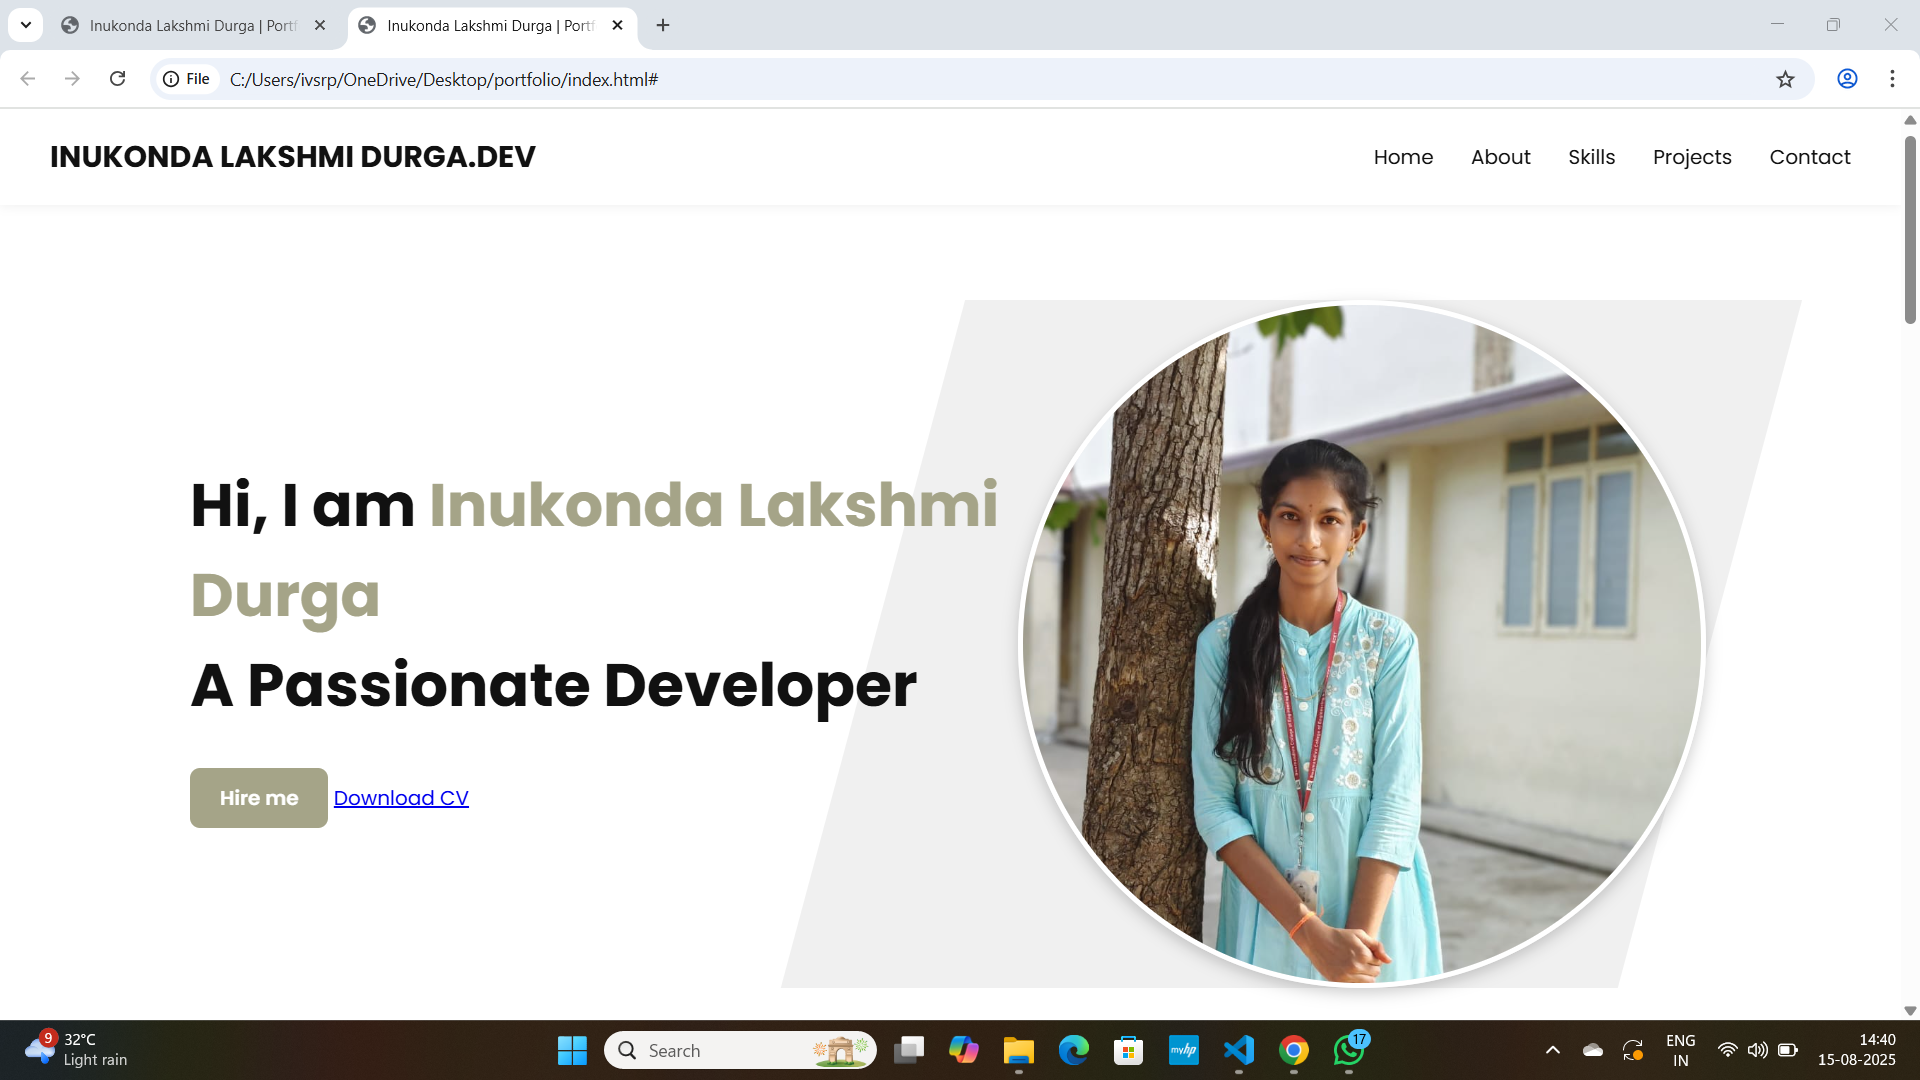 Inukonda Lakshmi Durga | Portf
Inukonda Lakshmi Durga | Portf
File
C:/Users/ivsrp/OneDrive/Desktop/portfolio/index.html#
INUKONDA LAKSHMI DURGA.DEV
Home About Skills Projects Contact
Hi, I am Inukonda Lakshmi
Durga
A Passionate Developer
Hire me Download CV
9
32°C
Light rain
Search
myhp
17
ENG
IN
14:40
15-08-2025